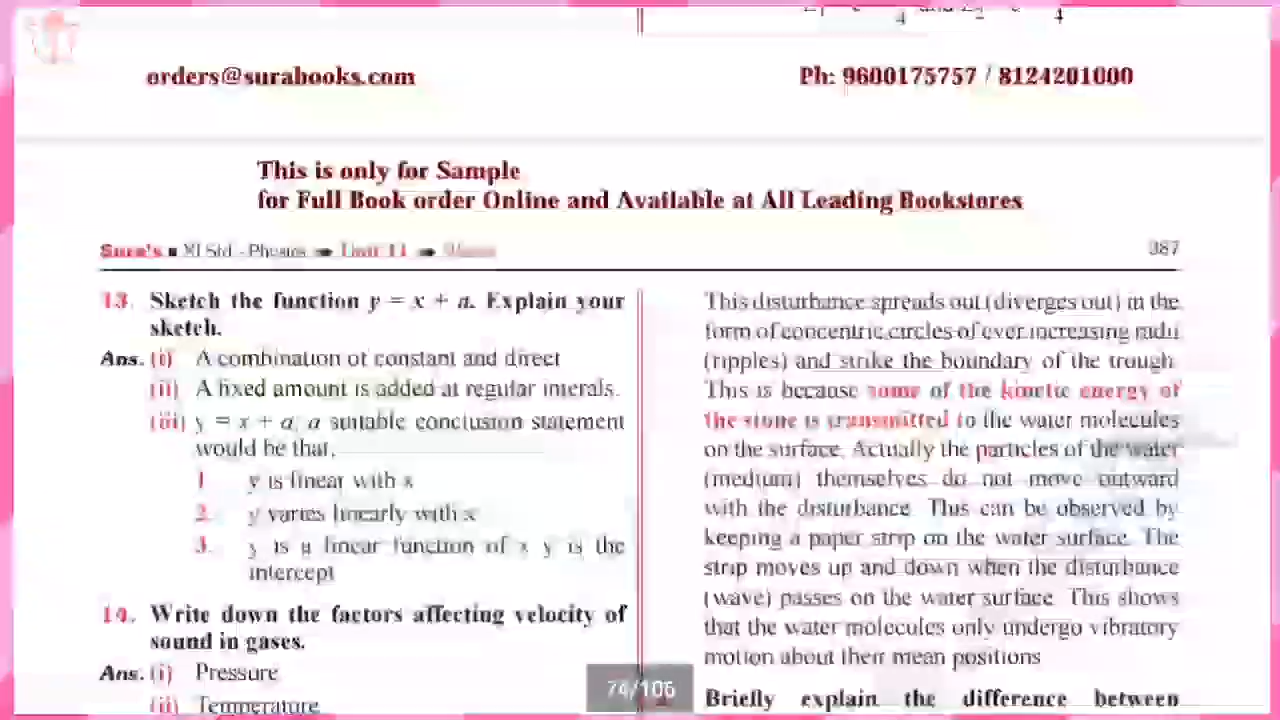 orders@surabooks.com
Ph: 9600175757 / 8124201000
This is only for Sample
for Full Book order Online and Available at All Leading Bookstores
Sura's ■ XI Std - Physics ➠ Unit 11 ➠ Waves
387
13. Sketch the function y = x + a. Explain your
sketch.
Ans. (i) A combination of constant and direct
(ii) A fixed amount is added at regular interals.
(iii) y = x + a; a suitable conclusion statement
would be that,
1. y is linear with x
2. y varies linearly with x
3. y is a linear function of x y is the
intercept
14. Write down the factors affecting velocity of
sound in gases.
Ans. (i) Pressure
(ii) Temperature
This disturbance spreads out (diverges out) in the
form of concentric circles of ever increasing radii
(ripples) and strike the boundary of the trough.
This is because some of the kinetic energy of
the stone is transmitted to the water molecules
on the surface. Actually the particles of the water
(medium) themselves do not move outward
with the disturbance. This can be observed by
keeping a paper strip on the water surface. The
strip moves up and down when the disturbance
(wave) passes on the water surface. This shows
that the water molecules only undergo vibratory
motion about their mean positions
Briefly explain the difference between
74/106